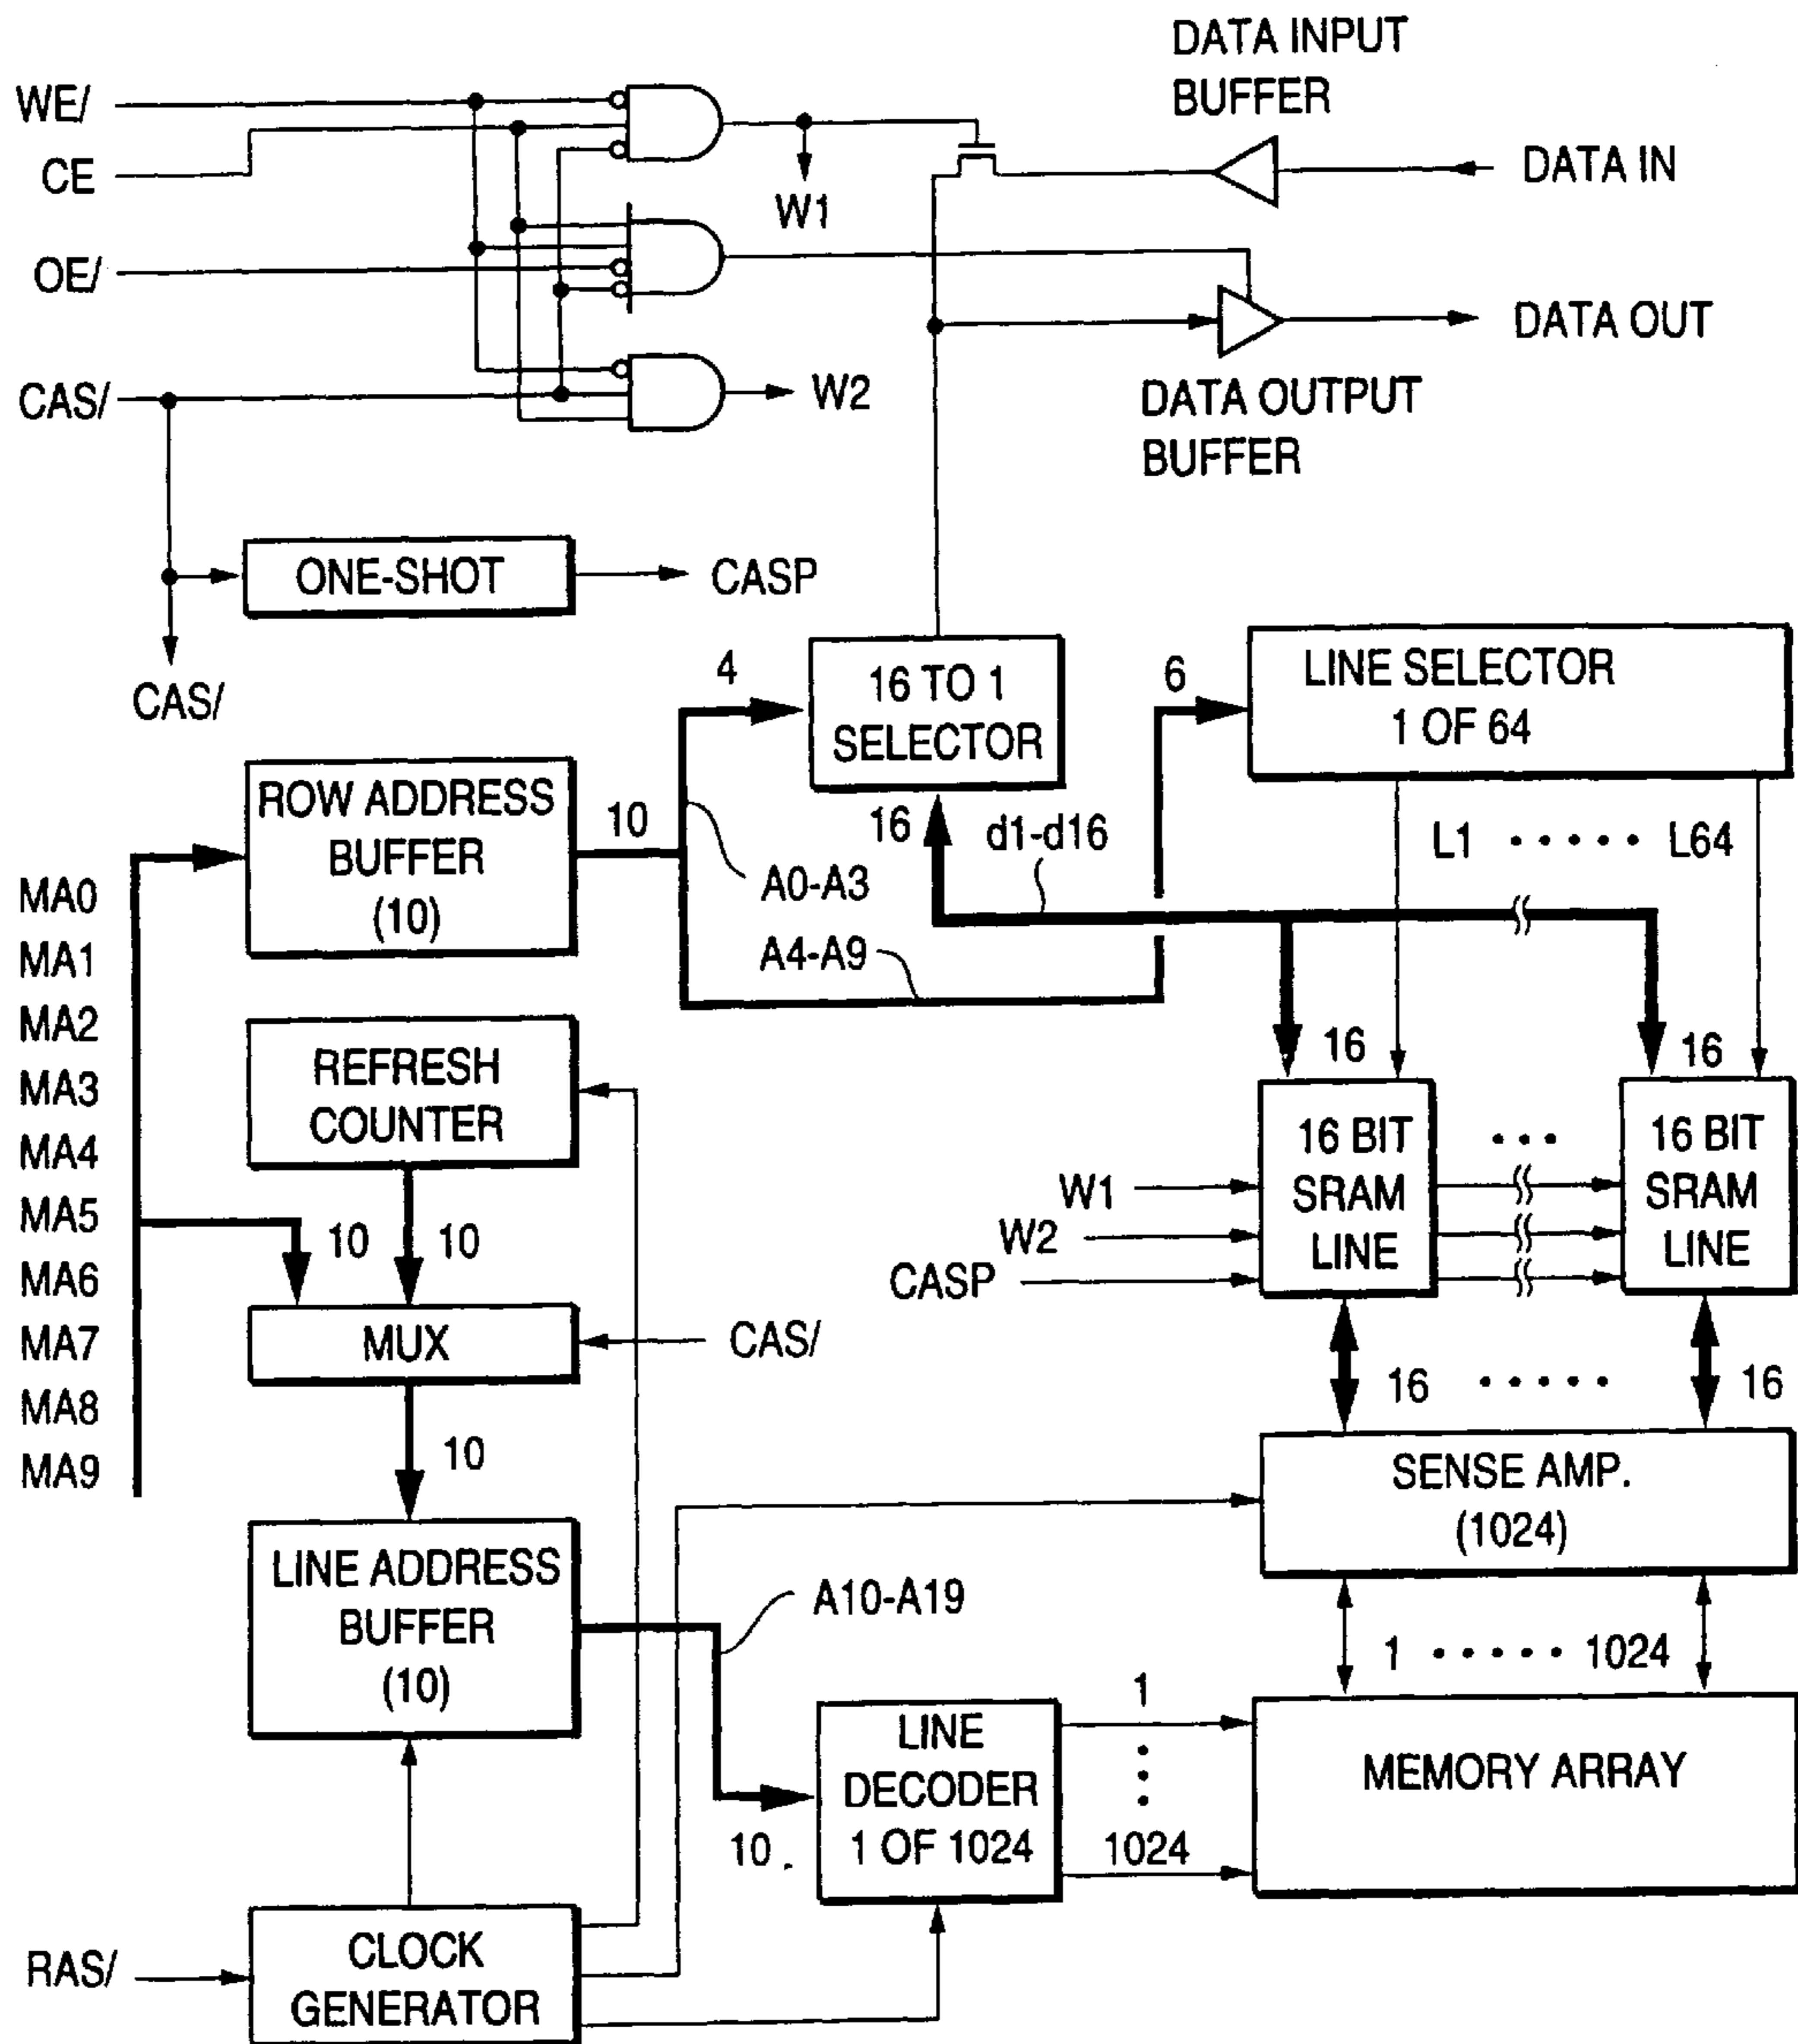 DATA INPUT
BUFFER
WE/
CE
DATA IN
W1
OE/
DATA OUT
CAS/
W2
DATA OUTPUT
BUFFER
ONE-SHOT
CASP
CAS/
4
16 TO 1
SELECTOR
6
LINE SELECTOR
1 OF 64
ROW ADDRESS
BUFFER
(10)
10
16
d1-d16
L1 • • • • • L64
A0-A3
A4-A9
MA0
MA1
MA2
MA3
MA4
MA5
MA6
MA7
MA8
MA9
REFRESH
COUNTER
16
16
16 BIT
SRAM
LINE
• • •
16 BIT
SRAM
LINE
W1
W2
CASP
10
10
MUX
CAS/
16 • • • • • 16
10
SENSE AMP.
(1024)
LINE ADDRESS
BUFFER
(10)
A10-A19
1 • • • • • 1024
LINE
DECODER
1 OF 1024
10
1
1024
MEMORY ARRAY
RAS/
CLOCK
GENERATOR